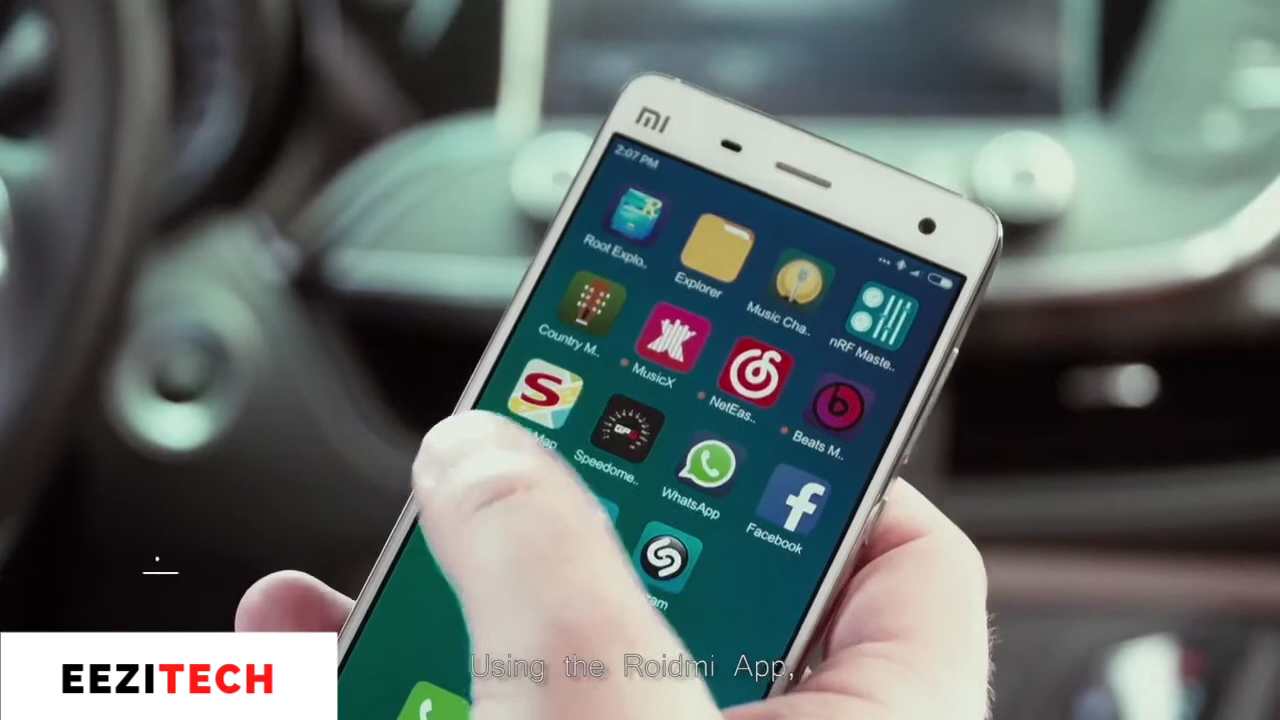 mi
2:07 PM
Root Explo..
Explorer
Music Cha..
nRF Maste..
Country M..
MusicX
NetEas..
Beats M..
S
Map
Speedome..
WhatsApp
Facebook
Using the Roidmi App,
EEZITECH